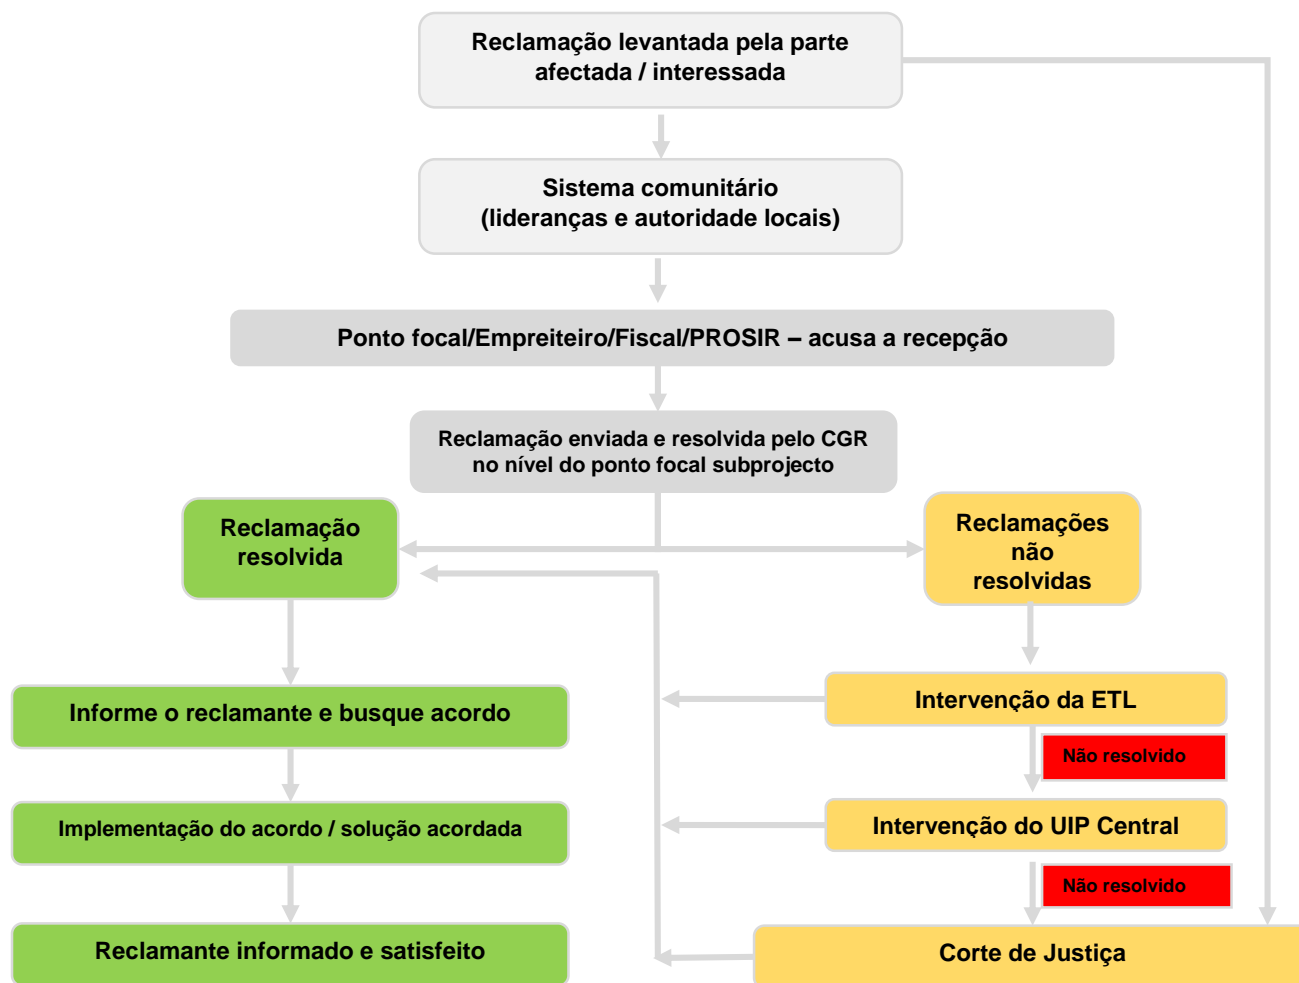 Reclamação levantada pela parte
afectada / interessada
Sistema comunitário
(lideranças e autoridade locais)
Ponto focal/Empreiteiro/Fiscal/PROSIR – acusa a recepção
Reclamação enviada e resolvida pelo CGR
no nível do ponto focal subprojecto
Reclamação
resolvida
Reclamações
não
resolvidas
Informe o reclamante e busque acordo
Implementação do acordo / solução acordada
Reclamante informado e satisfeito
Intervenção da ETL
Não resolvido
Intervenção do UIP Central
Não resolvido
Corte de Justiça